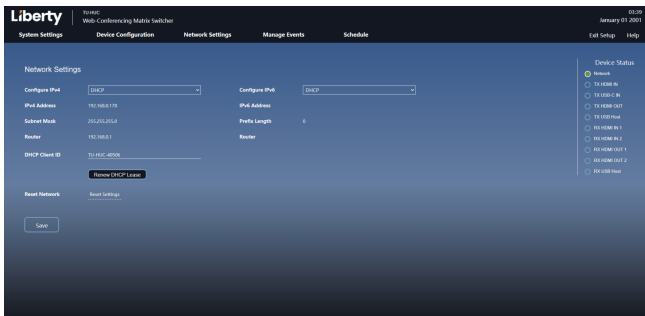 Liberty
TU-HUC
Web-Conferencing Matrix Switcher
03:39
January 01 2001
System Settings Device Configuration Network Settings Manage Events Schedule Exit Setup Help
Network Settings
Configure IPv4 DHCP Configure IPv6 DHCP
IPv4 Address 192.168.0.178 IPv6 Address
Subnet Mask 255.255.255.0 Prefix Length 0
Router 192.168.0.1 Router
DHCP Client ID TU-HUC-40506
Renew DHCP Lease
Reset Network Reset Settings
Save
Device Status
Network
TX HDMI IN
TX USB-C IN
TX HDMI OUT
TX USB Host
RX HDMI IN 1
RX HDMI IN 2
RX HDMI OUT 1
RX HDMI OUT 2
RX USB Host